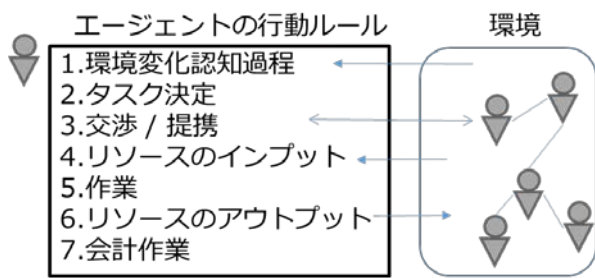 エージェントの行動ルール
環境
1.環境変化認知過程
2.タスク決定
3.交渉 / 提携
4.リソースのインプット
5.作業
6.リソースのアウトプット
7.会計作業